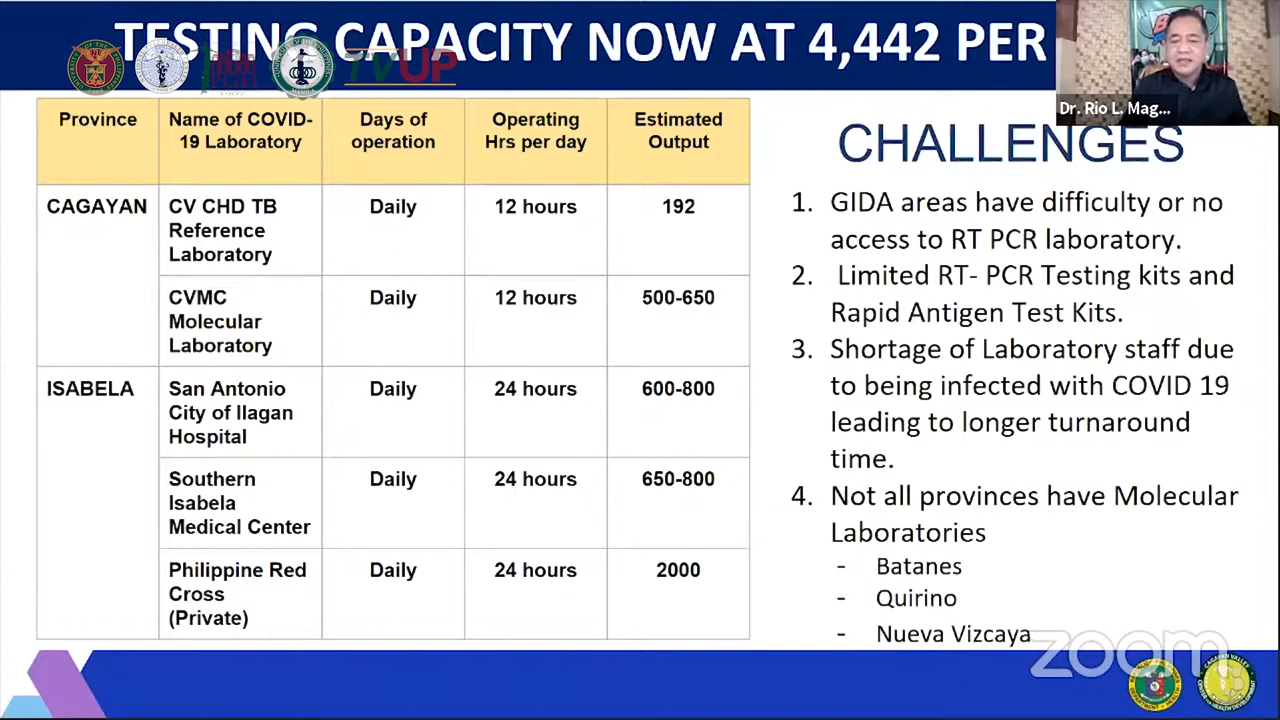 TESTING CAPACITY NOW AT 4,442 PER
TVUP
Dr. Rio L. Mag...
Province
Name of COVID-
19 Laboratory
Days of
operation
Operating
Hrs per day
Estimated
Output
CAGAYAN
CV CHD TB
Reference
Laboratory
Daily
12 hours
192
CVMC
Molecular
Laboratory
Daily
12 hours
500-650
ISABELA
San Antonio
City of Ilagan
Hospital
Daily
24 hours
600-800
Southern
Isabela
Medical Center
Daily
24 hours
650-800
Philippine Red
Cross
(Private)
Daily
24 hours
2000
CHALLENGES
1. GIDA areas have difficulty or no
access to RT PCR laboratory.
2. Limited RT- PCR Testing kits and
Rapid Antigen Test Kits.
3. Shortage of Laboratory staff due
to being infected with COVID 19
leading to longer turnaround
time.
4. Not all provinces have Molecular
Laboratories
- Batanes
- Quirino
- Nueva Vizcaya
zoom